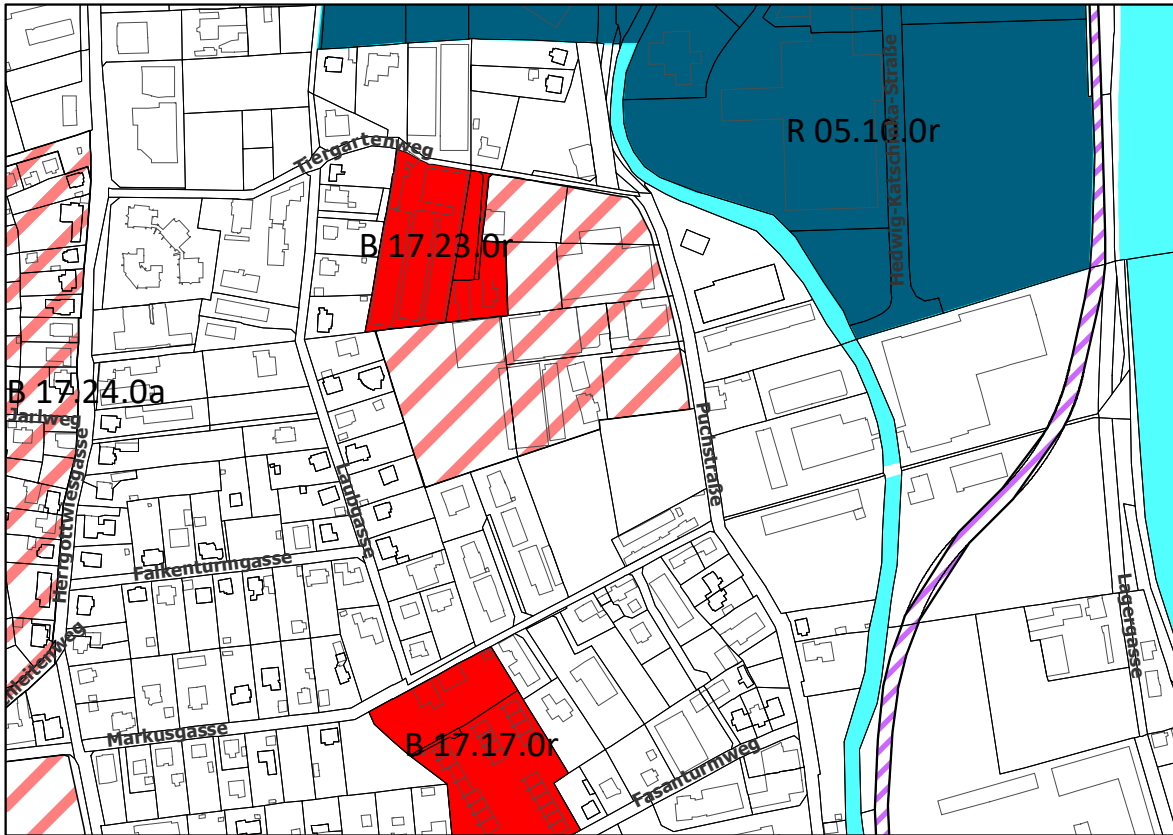 R 05.10.0r
Hedwig-Katschinka-Straße
Tiergartenweg
B 17.23.0r
B 17.24.0a
Jarlweg
Herrgottwiesgasse
Laubgasse
Puchstraße
Falkenturmgasse
Lagergasse
Markusgasse
B 17.17.0r
Fasanturmweg